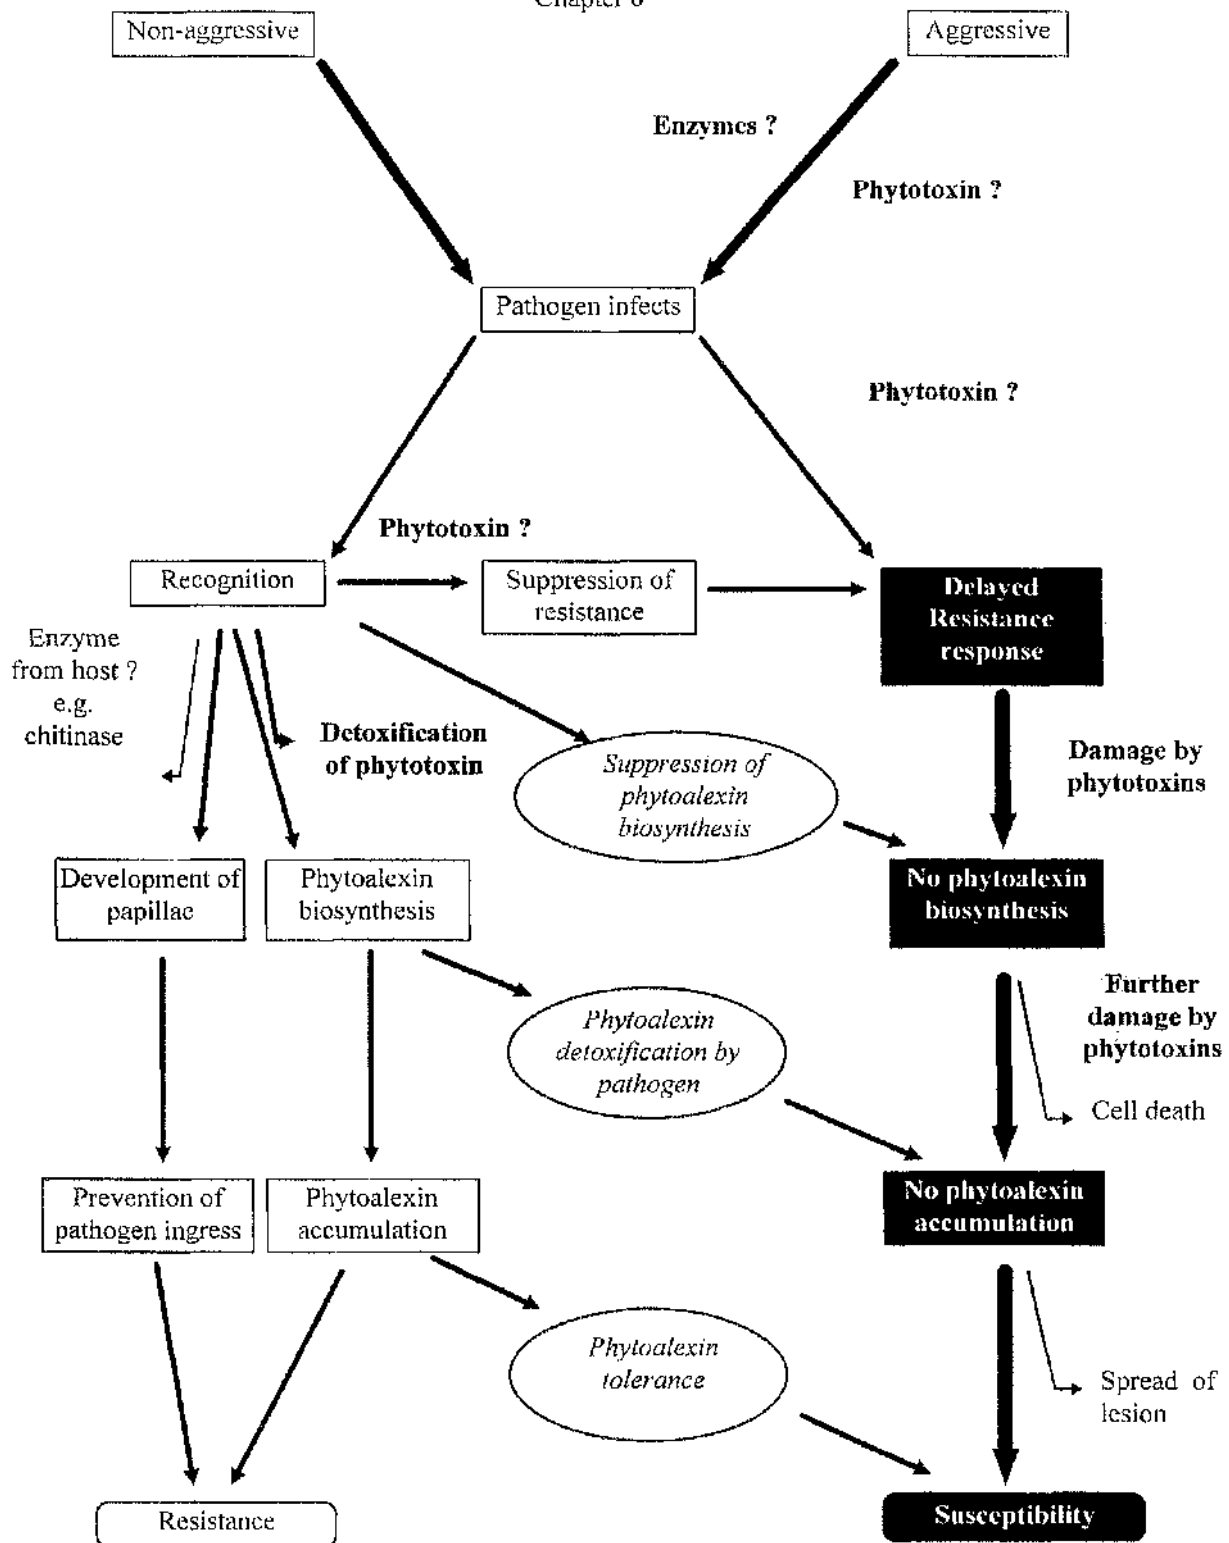 Chapter 6
Non-aggressive
Aggressive
Enzymes ?
Phytotoxin ?
Pathogen infects
Phytotoxin ?
Phytotoxin ?
Recognition
Suppression of
resistance
Delayed
Resistance
response
Enzyme
from host ?
e.g.
chitinase
Detoxification
of phytotoxin
Suppression of
phytoalexin
biosynthesis
Damage by
phytotoxins
Development of
papillae
Phytoalexin
biosynthesis
No phytoalexin
biosynthesis
Phytoalexin
detoxification by
pathogen
Further
damage by
phytotoxins
Cell death
Prevention of
pathogen ingress
Phytoalexin
accumulation
No phytoalexin
accumulation
Phytoalexin
tolerance
Spread of
lesion
Resistance
Susceptibility